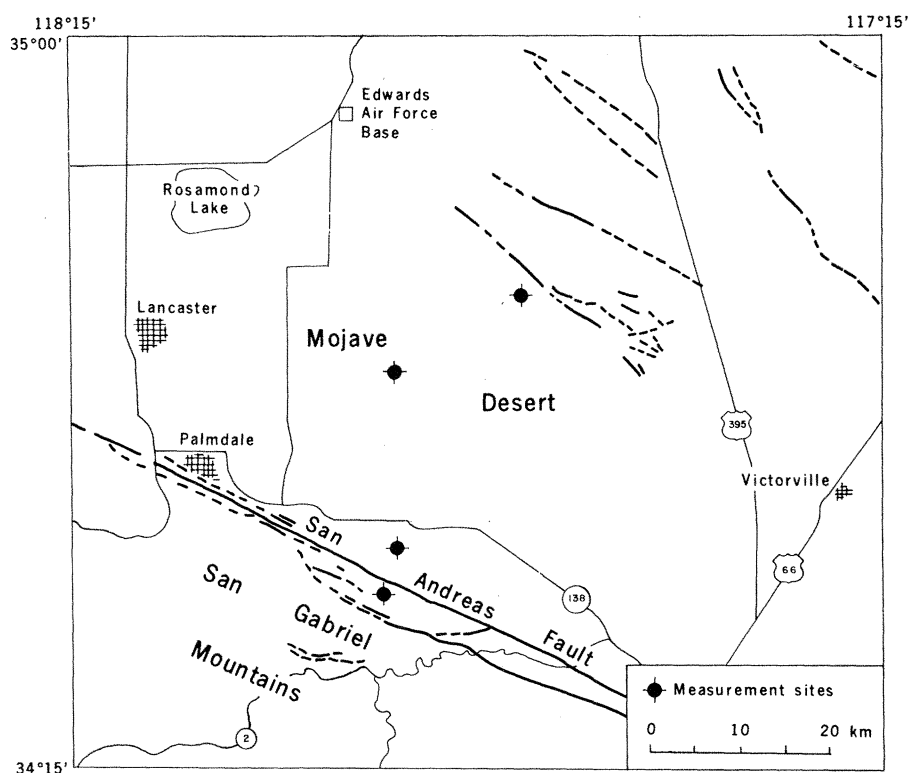 118°15'
117°15'
35°00'
Edwards
Air Force
Base
Rosamond
Lake
Lancaster
Mojave
Desert
395
Palmdale
Victorville
San
Andreas
Fault
66
138
San
Gabriel
Mountains
2
Measurement sites
0 10 20 km
34°15'